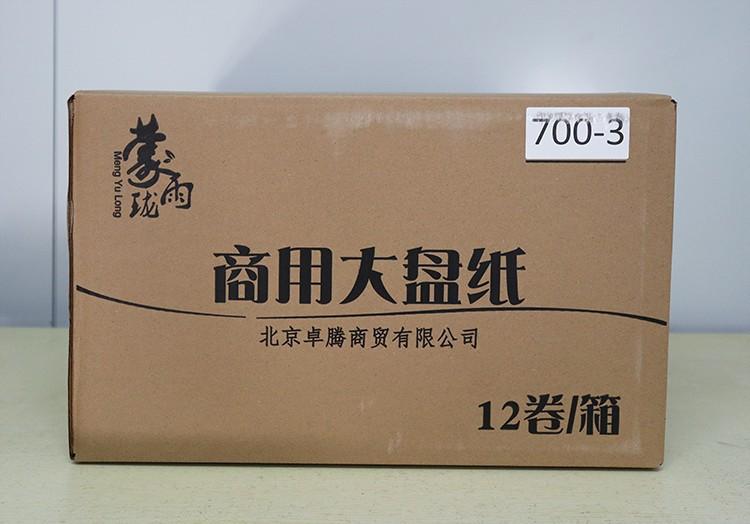 蒙雨珑
Meng Yu Long
700-3
商用大盘纸
北京卓腾商贸有限公司
12卷/箱